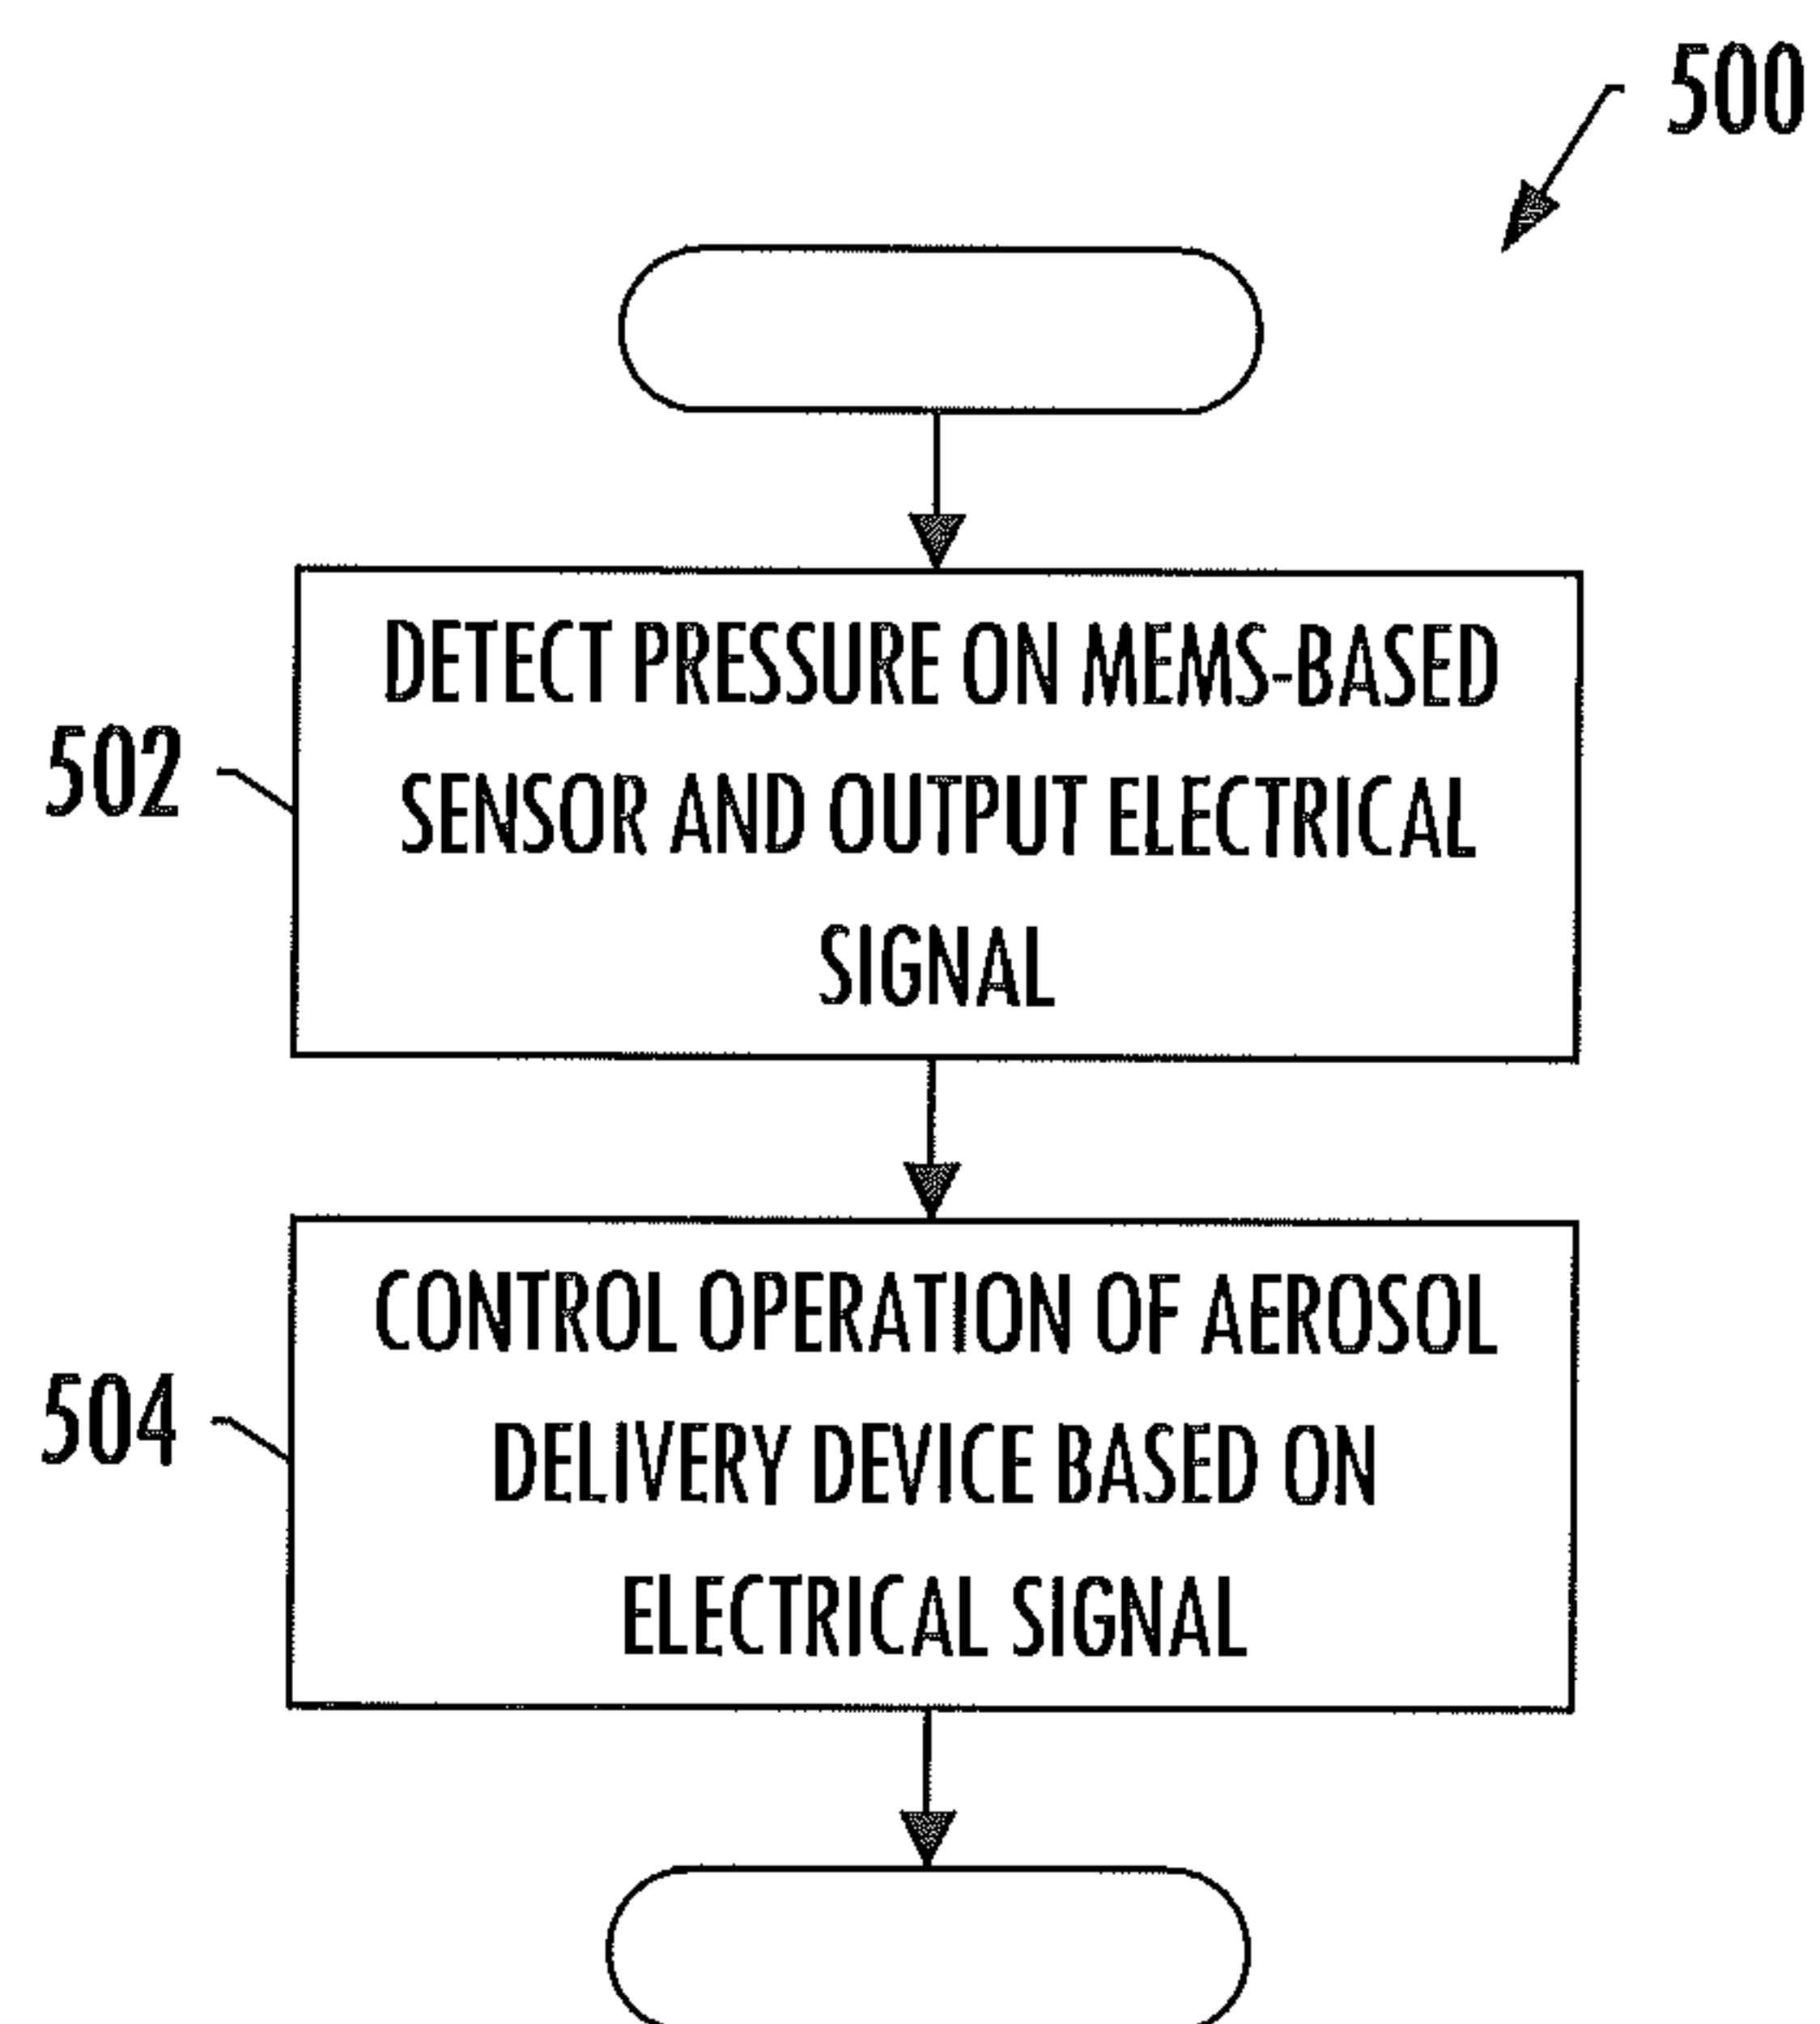 500
DETECT PRESSURE ON MEMS-BASED
SENSOR AND OUTPUT ELECTRICAL
SIGNAL
502
CONTROL OPERATION OF AEROSOL
DELIVERY DEVICE BASED ON
ELECTRICAL SIGNAL
504